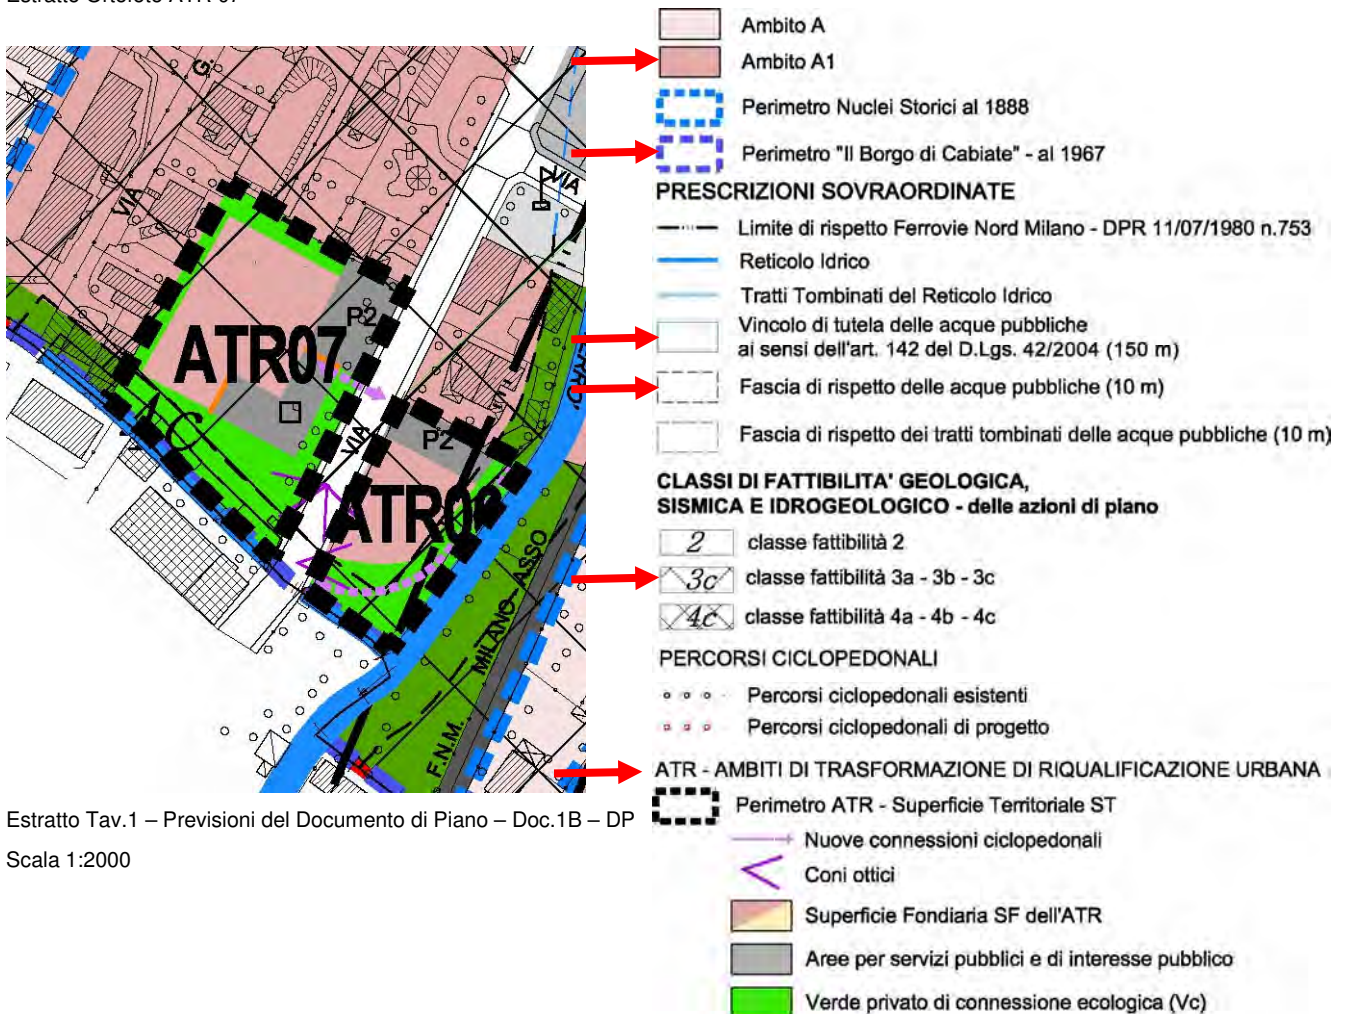 Estratto Ortofoto ATR 07
G.
VIA
VIA
P2
ATR07
1C
VIA
P2
ATR06
MILANO - ASSO
F.N.M.
Estratto Tav.1 – Previsioni del Documento di Piano – Doc.1B – DP
Scala 1:2000
Ambito A
Ambito A1
Perimetro Nuclei Storici al 1888
Perimetro "Il Borgo di Cabiate" - al 1967
PRESCRIZIONI SOVRAORDINATE
Limite di rispetto Ferrovie Nord Milano - DPR 11/07/1980 n.753
Reticolo Idrico
Tratti Tombinati del Reticolo Idrico
Vincolo di tutela delle acque pubbliche
ai sensi dell'art. 142 del D.Lgs. 42/2004 (150 m)
Fascia di rispetto delle acque pubbliche (10 m)
Fascia di rispetto dei tratti tombinati delle acque pubbliche (10 m)
CLASSI DI FATTIBILITA' GEOLOGICA,
SISMICA E IDROGEOLOGICO - delle azioni di piano
2 classe fattibilità 2
3c classe fattibilità 3a - 3b - 3c
4c classe fattibilità 4a - 4b - 4c
PERCORSI CICLOPEDONALI
Percorsi ciclopedonali esistenti
Percorsi ciclopedonali di progetto
ATR - AMBITI DI TRASFORMAZIONE DI RIQUALIFICAZIONE URBANA
Perimetro ATR - Superficie Territoriale ST
Nuove connessioni ciclopedonali
Coni ottici
Superficie Fondiaria SF dell'ATR
Aree per servizi pubblici e di interesse pubblico
Verde privato di connessione ecologica (Vc)